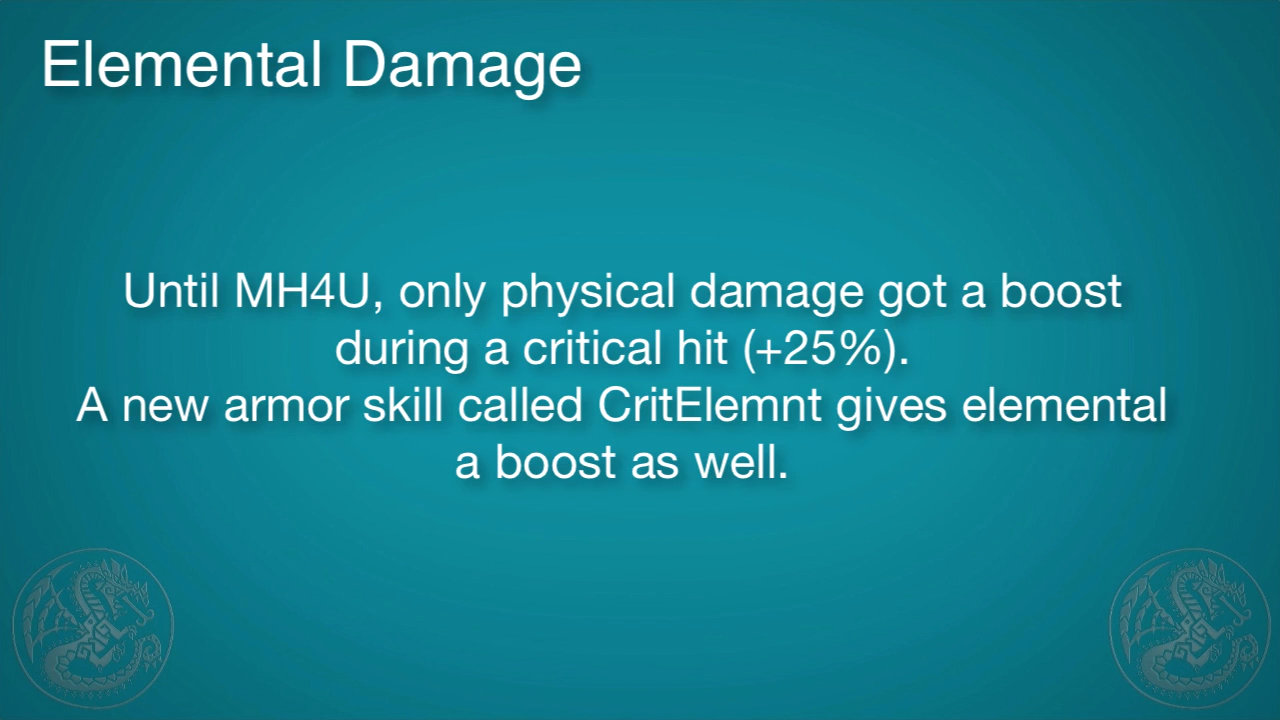 Elemental Damage
Until MH4U, only physical damage got a boost
during a critical hit (+25%).
A new armor skill called CritElemnt gives elemental
a boost as well.